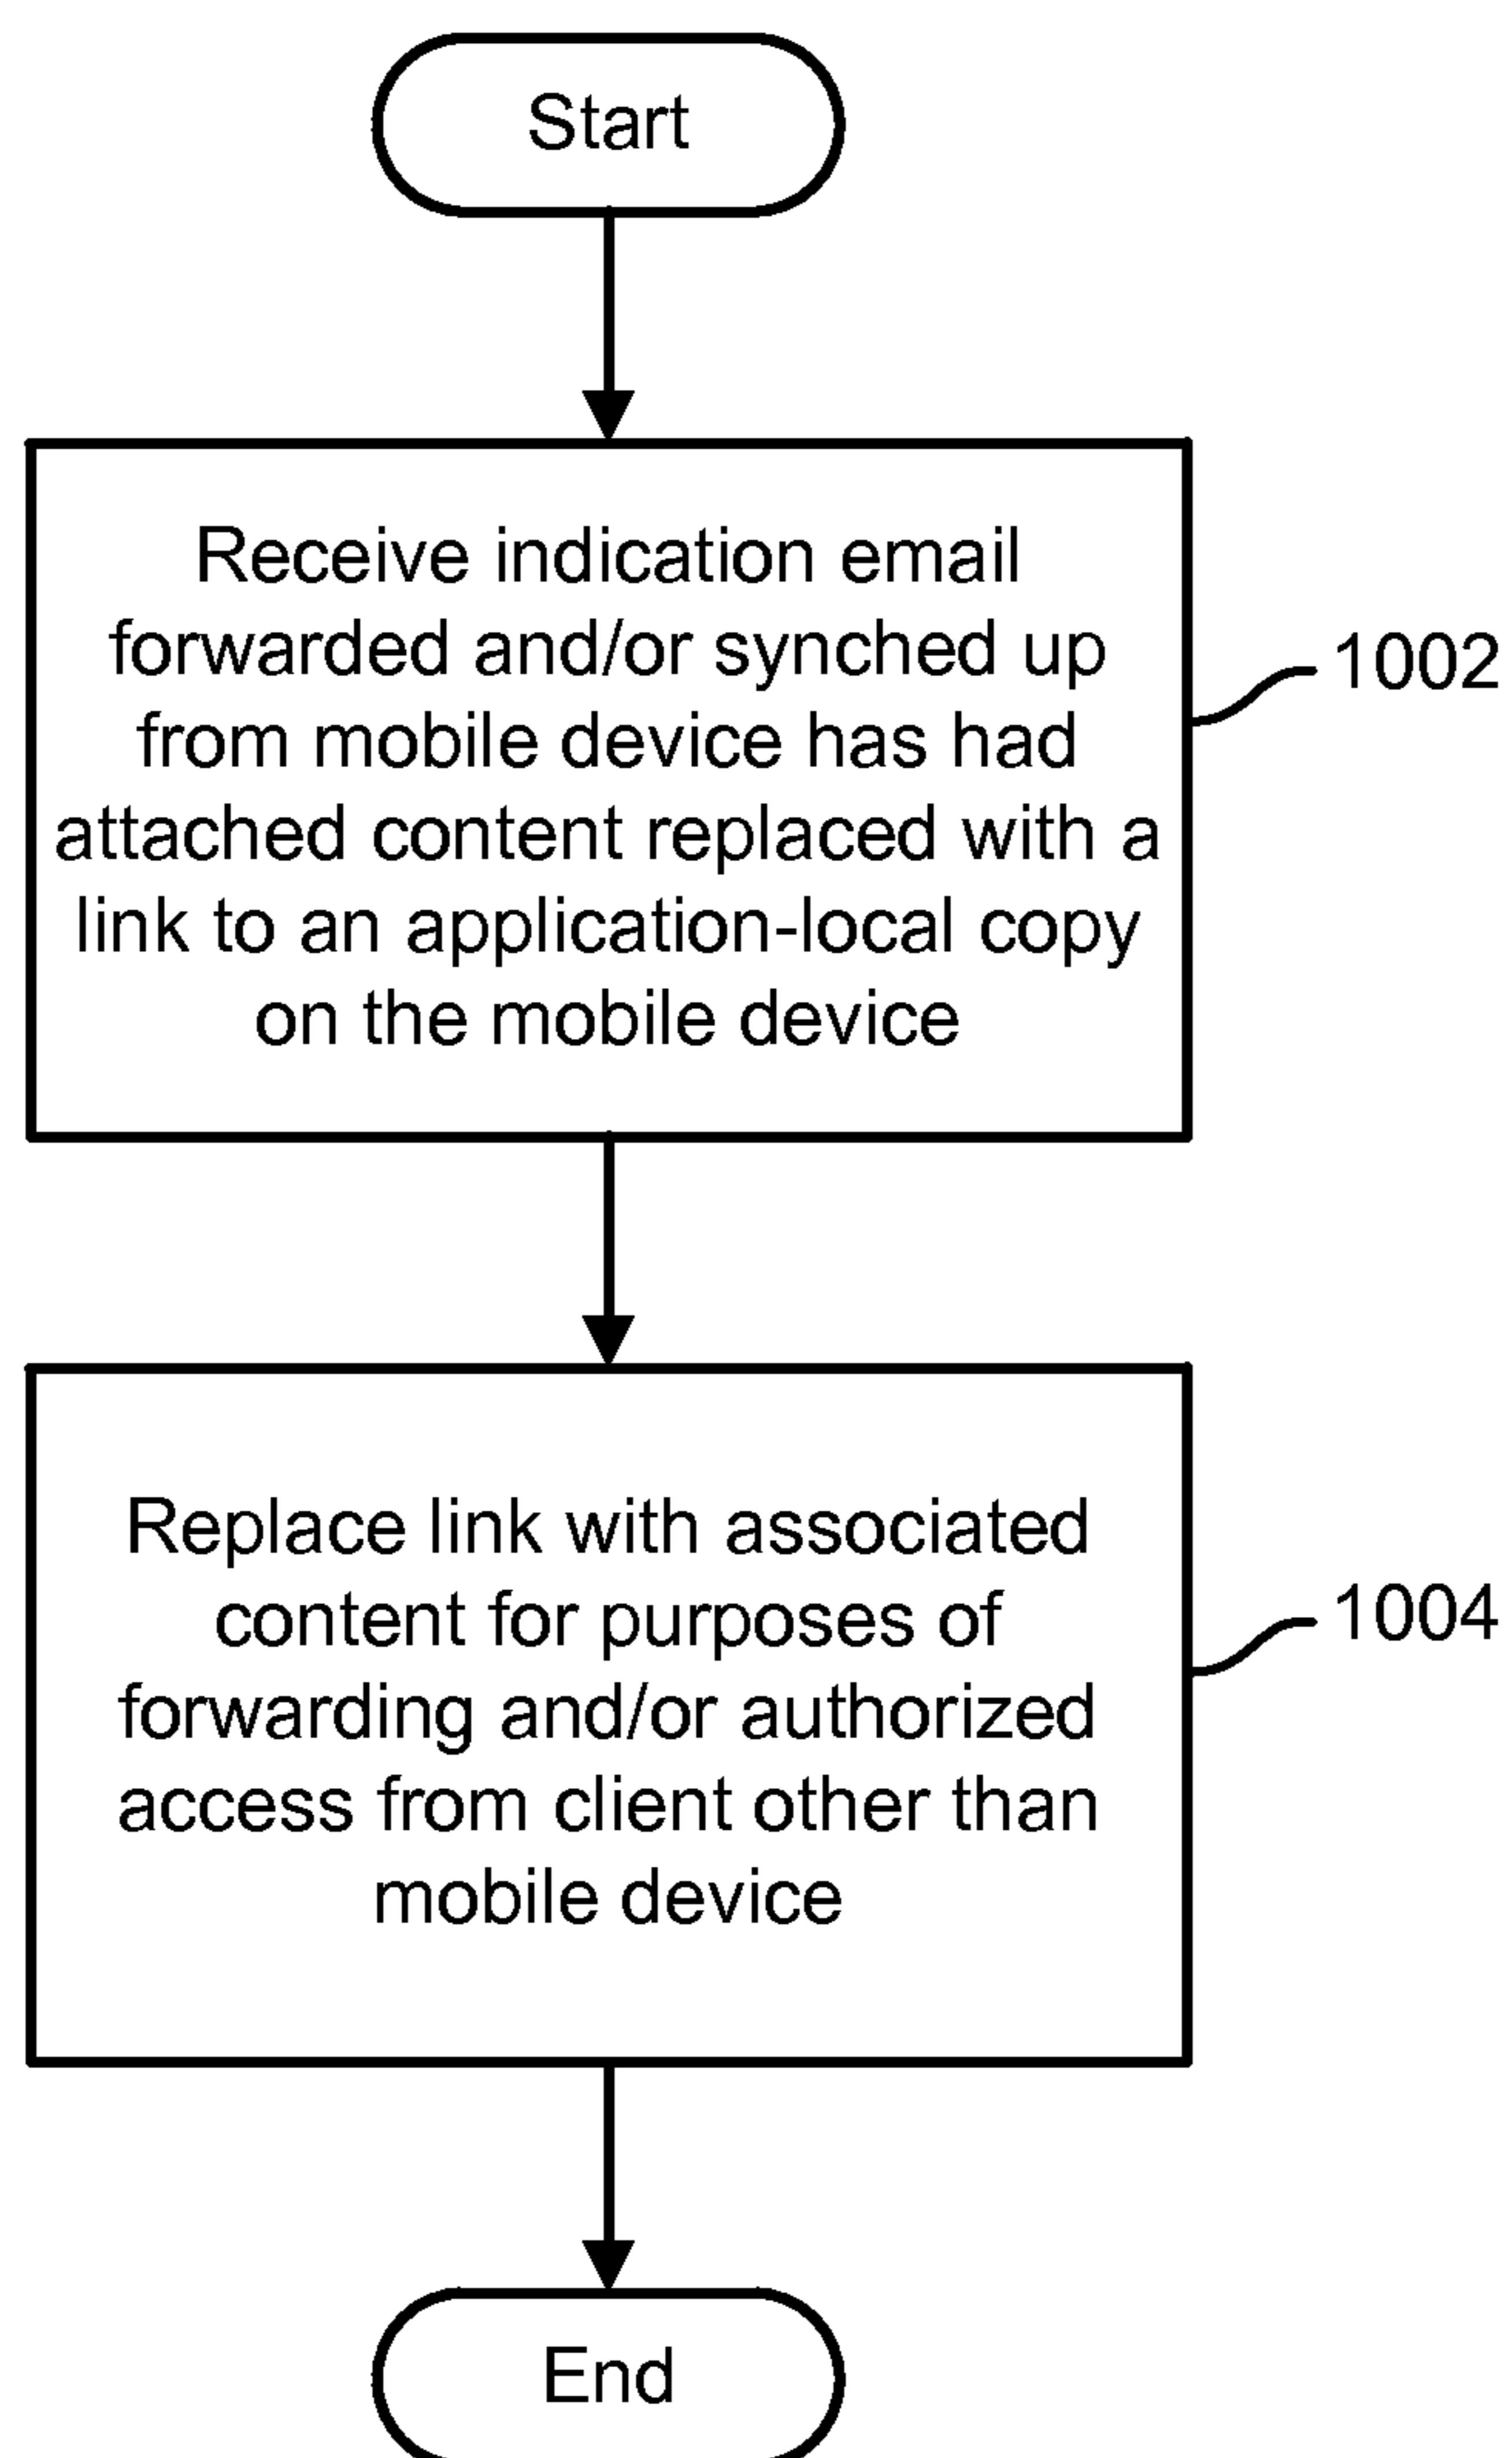 Start
Receive indication email
forwarded and/or synched up
from mobile device has had
attached content replaced with a
link to an application-local copy
on the mobile device
1002
Replace link with associated
content for purposes of
forwarding and/or authorized
access from client other than
mobile device
1004
End